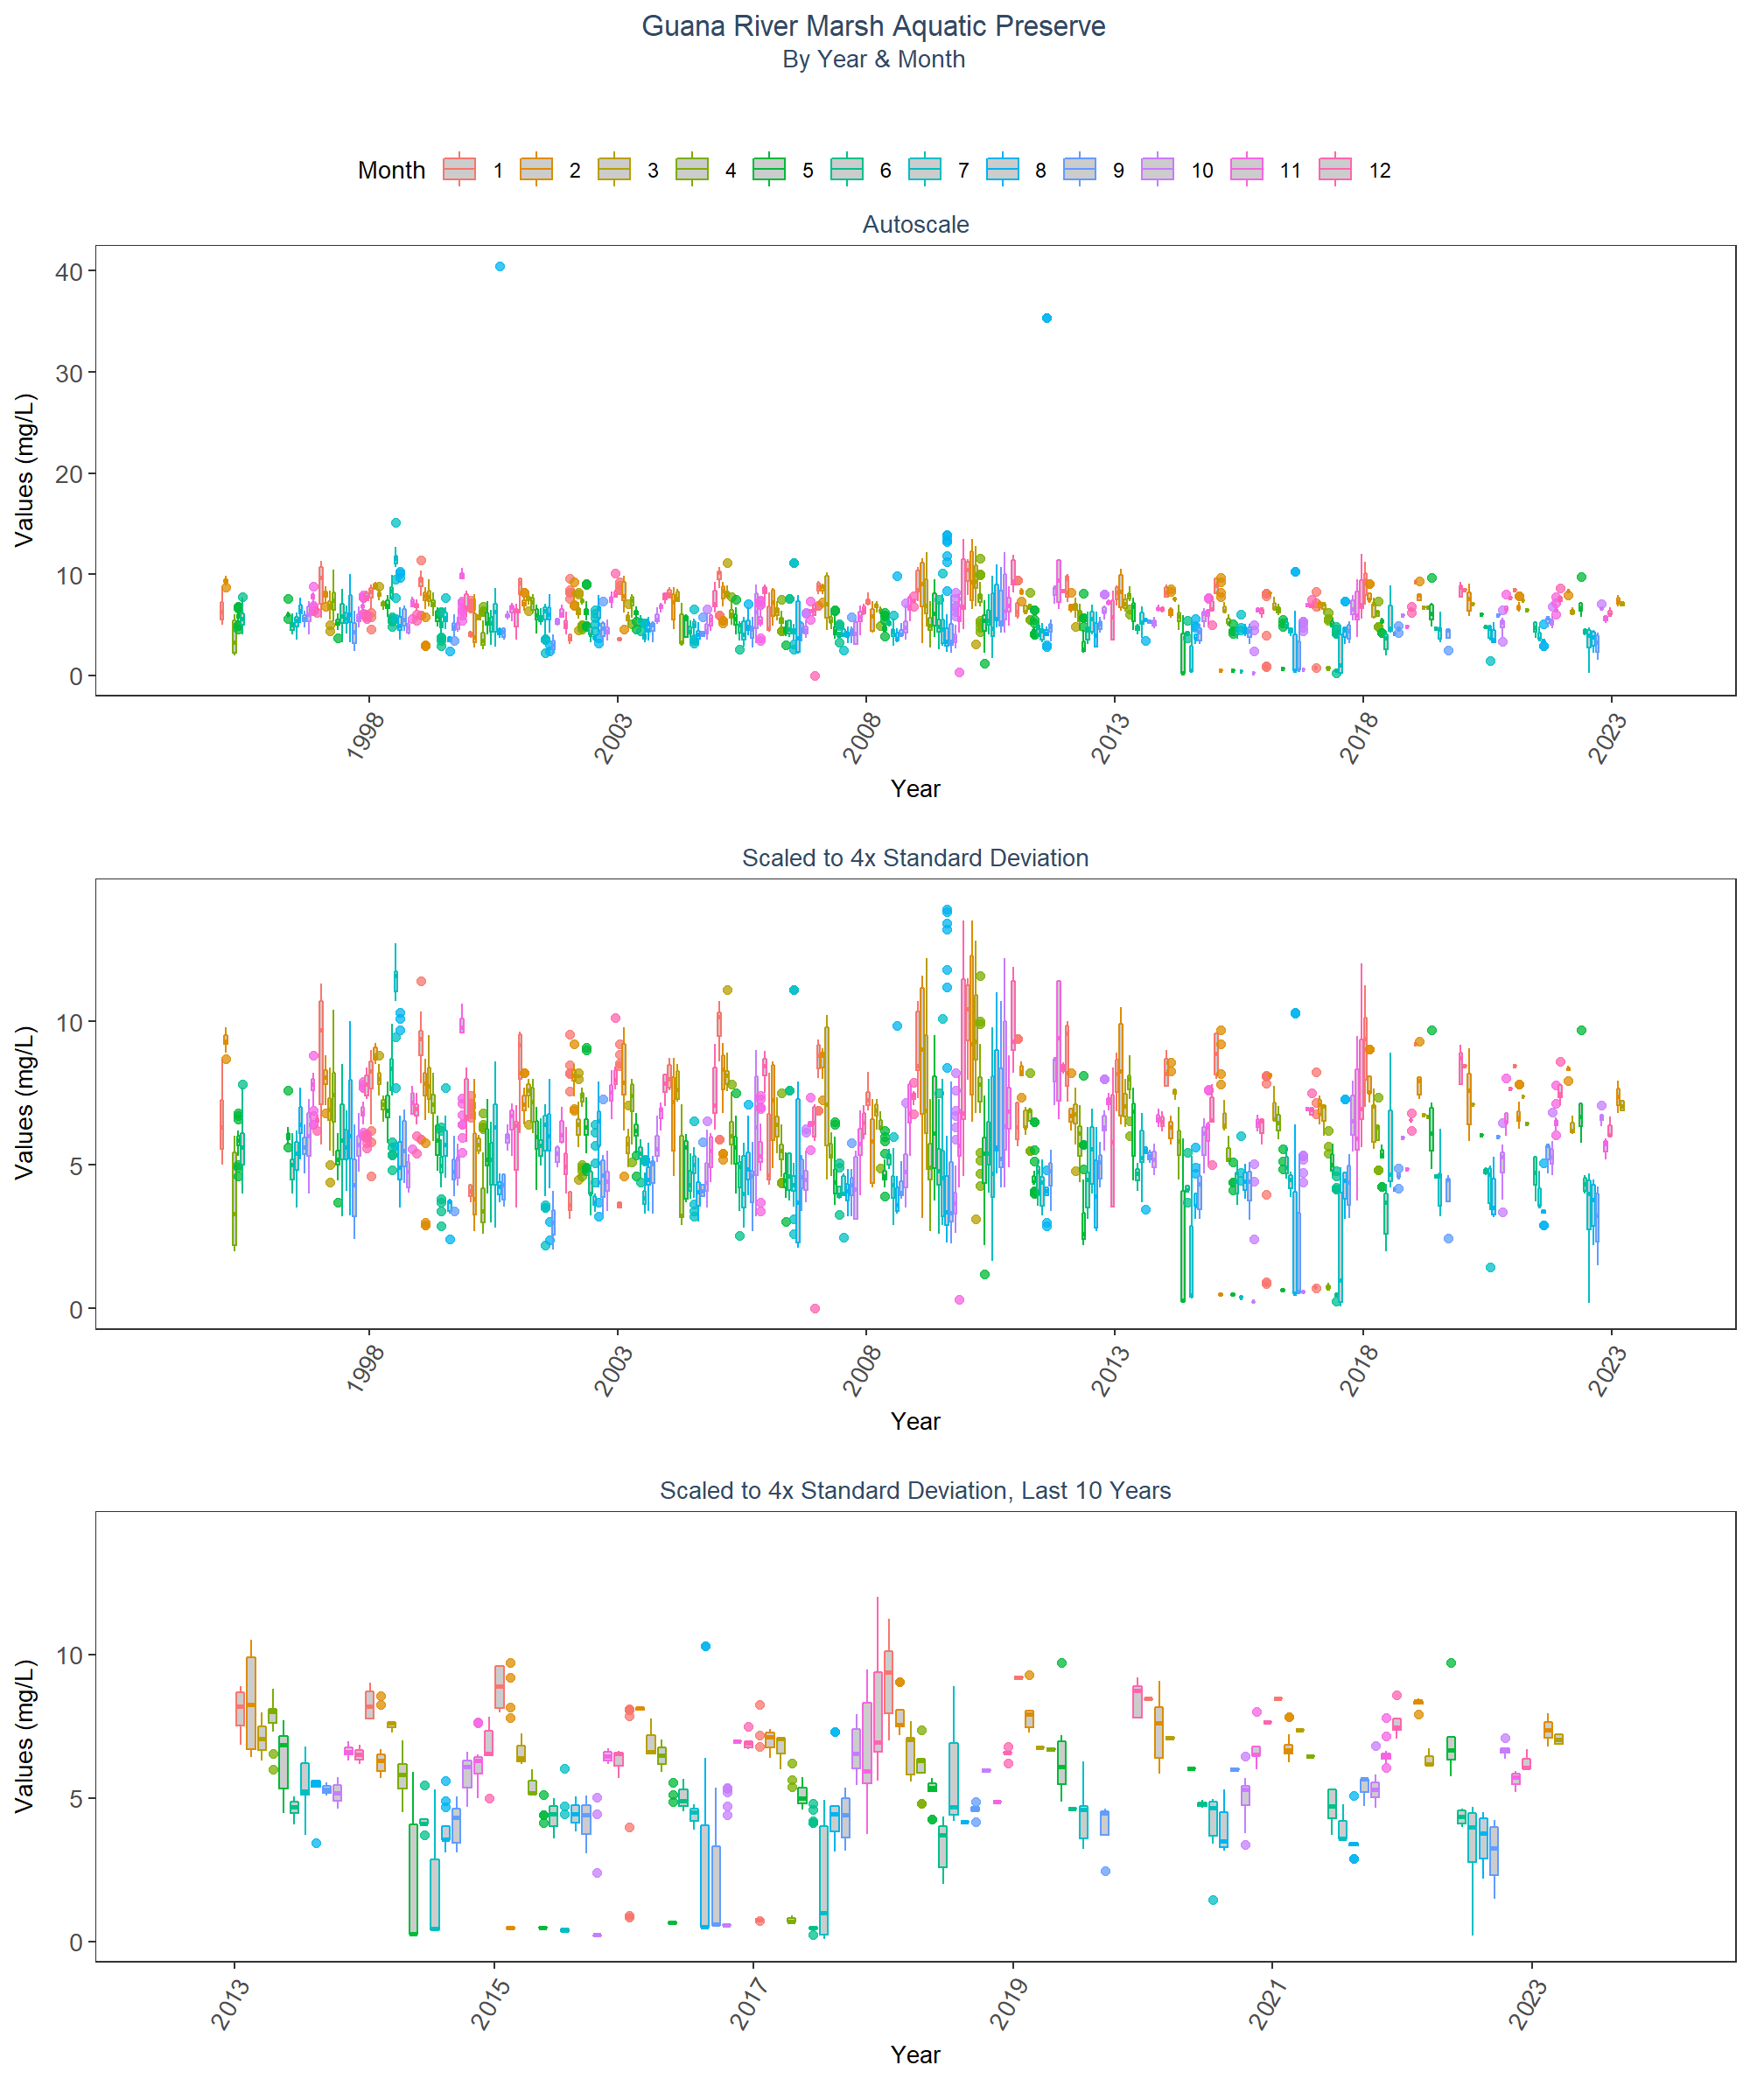 Guana River Marsh Aquatic Preserve
By Year & Month
Month 1 2 3 4 5 6 7 8 9 10 11 12
Autoscale
Values (mg/L)
40
30
20
10
0
1998 2003 2008 2013 2018 2023
Year
Scaled to 4x Standard Deviation
Values (mg/L)
10
5
0
1998 2003 2008 2013 2018 2023
Year
Scaled to 4x Standard Deviation, Last 10 Years
Values (mg/L)
10
5
0
2013 2015 2017 2019 2021 2023
Year